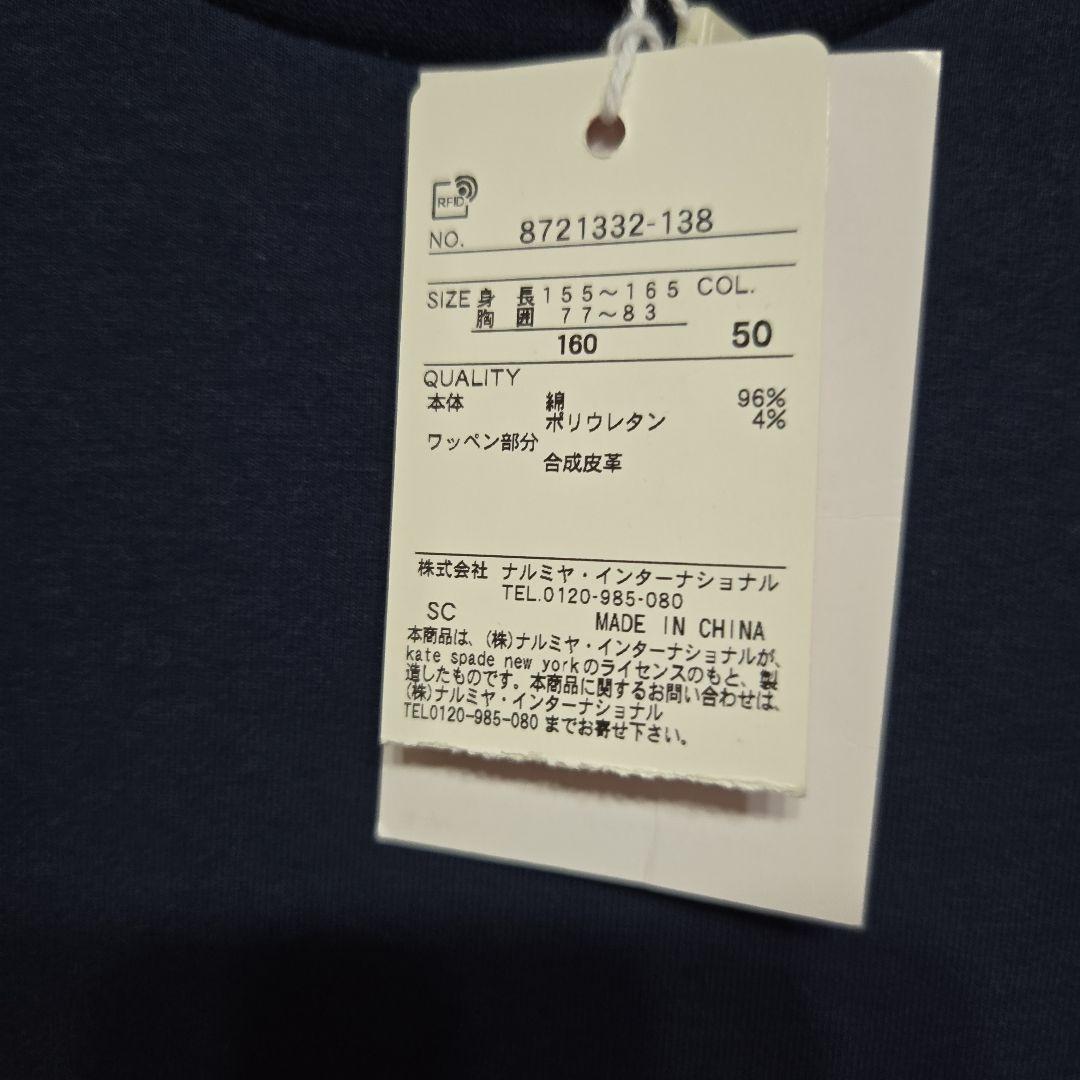 RFID
NO. 8721332-138
SIZE 身 長 155～165 COL.
胸 囲 77～83
160 50
QUALITY
本体 綿 96%
ポリウレタン 4%
ワッペン部分
合成皮革
株式会社 ナルミヤ・インターナショナル
TEL.0120-985-080
SC MADE IN CHINA
本商品は、(株)ナルミヤ・インターナショナルが、
kate spade new yorkのライセンスのもと、製
造したものです。本商品に関するお問い合わせは、
(株)ナルミヤ・インターナショナル
TEL0120-985-080 までお寄せ下さい。